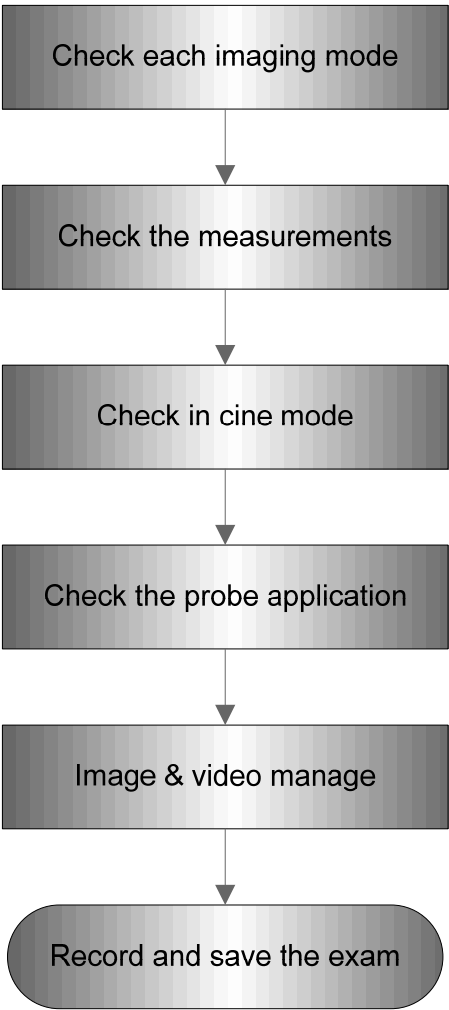 Check each imaging mode
Check the measurements
Check in cine mode
Check the probe application
Image & video manage
Record and save the exam